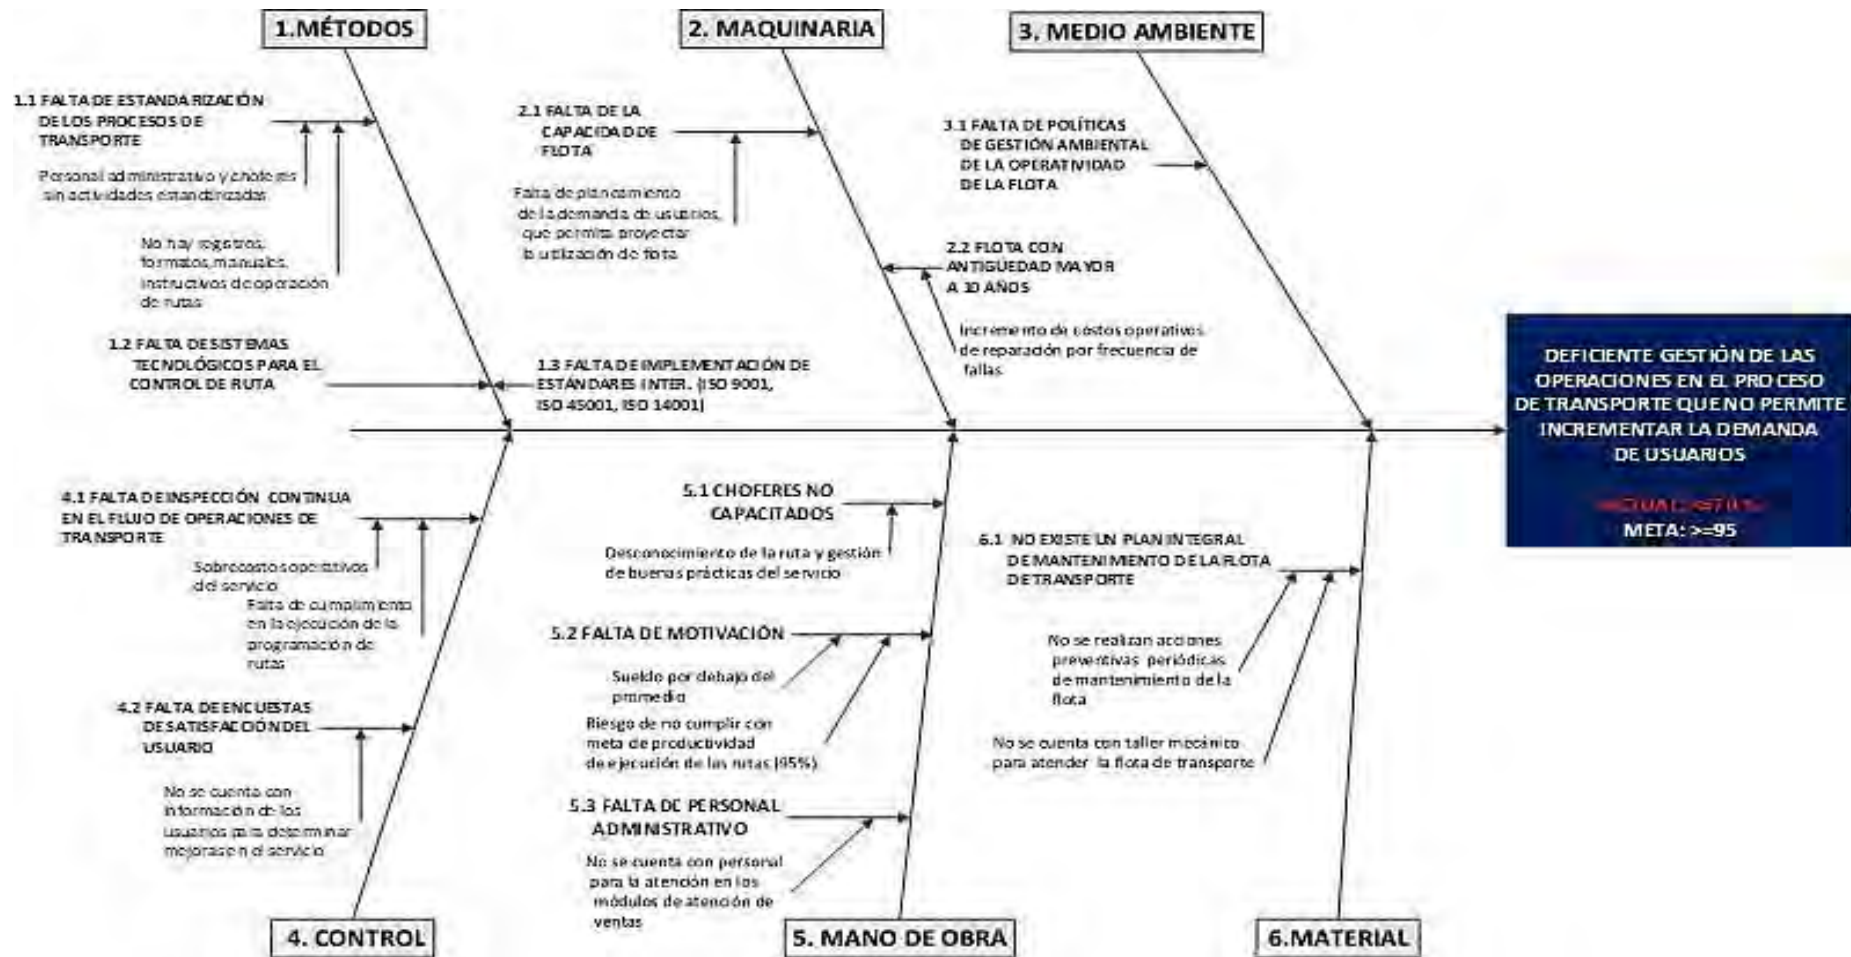 1.MÉTODOS
2. MAQUINARIA
3. MEDIO AMBIENTE
1.1 FALTA DE ESTANDARIZACIÓN
DE LOS PROCESOS DE
TRANSPORTE
Personal administrativo y choferes
sin actividades estandarizadas
No hay registros,
formatos, manuales,
instructivos de operación
de rutas
1.2 FALTA DE SISTEMAS
TECNOLÓGICOS PARA EL
CONTROL DE RUTA
1.3 FALTA DE IMPLEMENTACIÓN DE
ESTÁNDARES INTER. (ISO 9001,
ISO 45001, ISO 14001)
2.1 FALTA DE LA
CAPACIDAD DE
FLOTA
Falta de planeamiento
de la demanda de usuarios,
que permita proyectar
la utilización de flota
2.2 FLOTA CON
ANTIGÜEDAD MAYOR
A 10 AÑOS
Incremento de costos operativos
de reparación por frecuencia de
fallas
3.1 FALTA DE POLÍTICAS
DE GESTIÓN AMBIENTAL
DE LA OPERATIVIDAD
DE LA FLOTA
DEFICIENTE GESTIÓN DE LAS
OPERACIONES EN EL PROCESO
DE TRANSPORTE QUE NO PERMITE
INCREMENTAR LA DEMANDA
DE USUARIOS
META: >=95
4.1 FALTA DE INSPECCIÓN CONTINUA
EN EL FLUJO DE OPERACIONES DE
TRANSPORTE
Sobrecostos operativos
del servicio
Falta de cumplimiento
en la ejecución de la
programación de
rutas
4.2 FALTA DE ENCUESTAS
DE SATISFACCIÓN DEL
USUARIO
No se cuenta con
información de los
usuarios para determinar
mejoras en el servicio
5.1 CHOFERES NO
CAPACITADOS
Desconocimiento de la ruta y gestión
de buenas prácticas del servicio
5.2 FALTA DE MOTIVACIÓN
Sueldo por debajo del
promedio
Riesgo de no cumplir con
meta de productividad
de ejecución de las rutas (95%)
5.3 FALTA DE PERSONAL
ADMINISTRATIVO
No se cuenta con personal
para la atención en los
módulos de atención de
ventas
6.1 NO EXISTE UN PLAN INTEGRAL
DE MANTENIMIENTO DE LA FLOTA
DE TRANSPORTE
No se realizan acciones
preventivas periódicas
de mantenimiento de la
flota
No se cuenta con taller mecánico
para atender la flota de transporte
4. CONTROL
5. MANO DE OBRA
6.MATERIAL